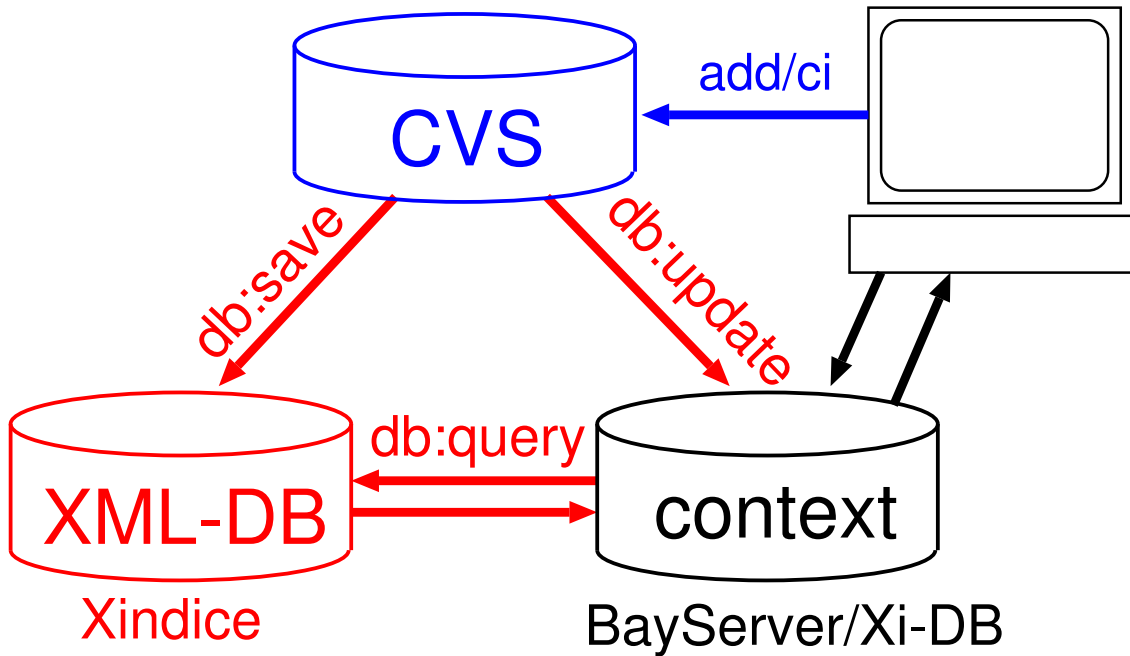 add/ci
CVS
db:save
db:update
db:query
XML-DB
context
Xindice
BayServer/Xi-DB